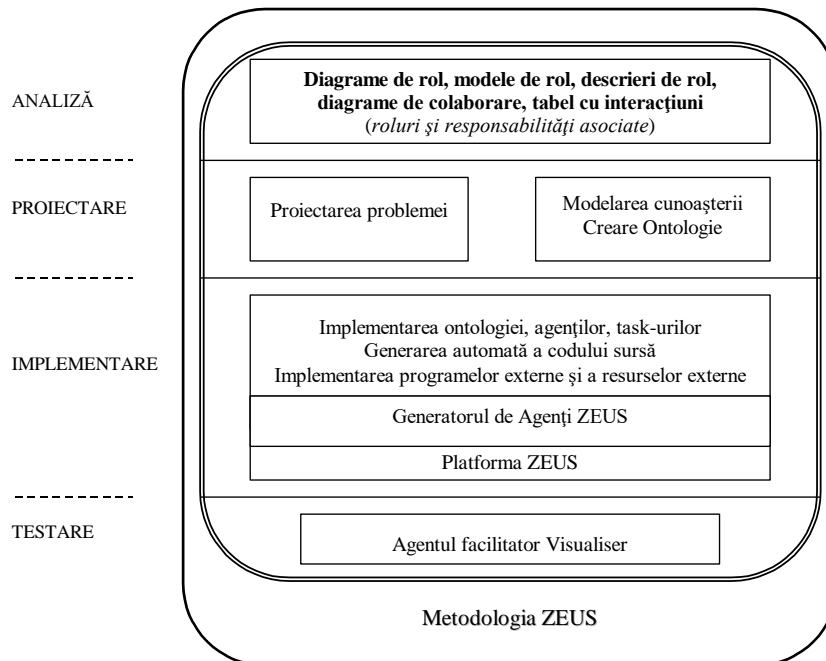 ANALIZĂ
Diagrame de rol, modele de rol, descrieri de rol,
diagrame de colaborare, tabel cu interacţiuni
(roluri şi responsabilităţi asociate)
PROIECTARE
Proiectarea problemei
Modelarea cunoaşterii
Creare Ontologie
IMPLEMENTARE
Implementarea ontologiei, agenţilor, task-urilor
Generarea automată a codului sursă
Implementarea programelor externe şi a resurselor externe
Generatorul de Agenţi ZEUS
Platforma ZEUS
TESTARE
Agentul facilitator Visualiser
Metodologia ZEUS